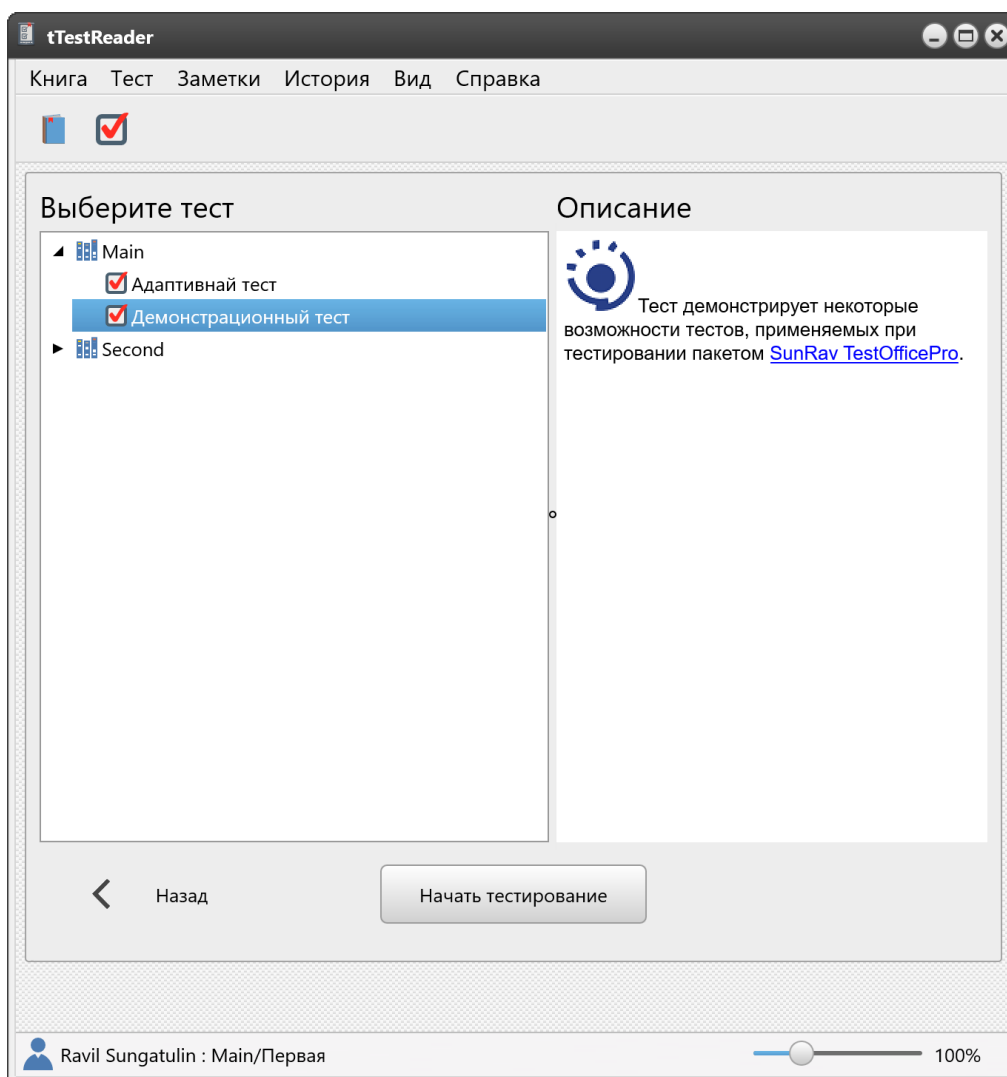 tTestReader
Книга Тест Заметки История Вид Справка
Выберите тест
Описание
Main
Адаптивнай тест
Демонстрационный тест
Second
Тест демонстрирует некоторые
возможности тестов, применяемых при
тестировании пакетом SunRav TestOfficePro.
Назад
Начать тестирование
Ravil Sungatulin : Main/Первая
100%